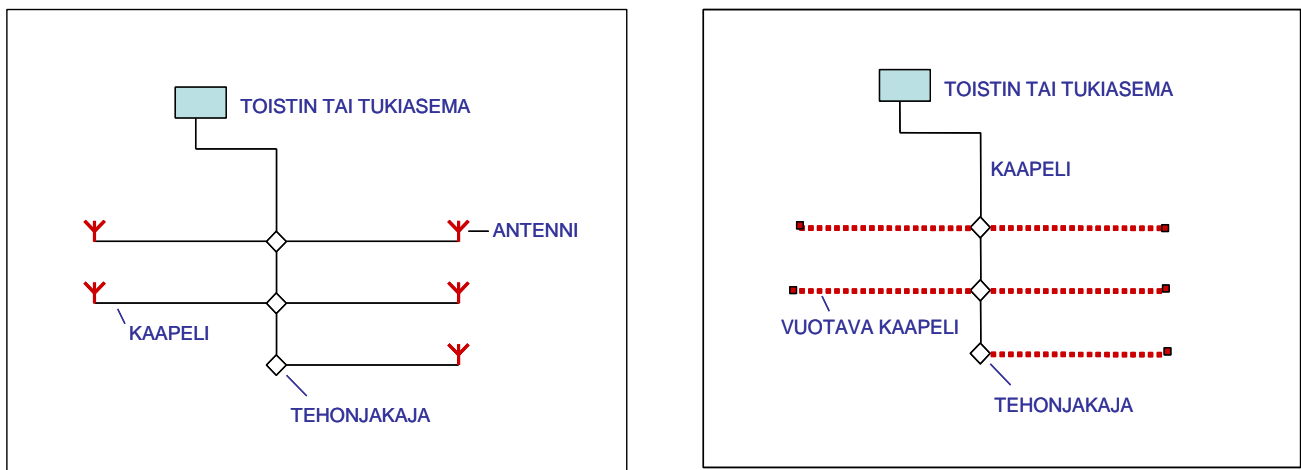 TOISTIN TAI TUKIASEMA
ANTENNI
KAAPELI
TEHONJAKAJA
TOISTIN TAI TUKIASEMA
KAAPELI
VUOTAVA KAAPELI
TEHONJAKAJA